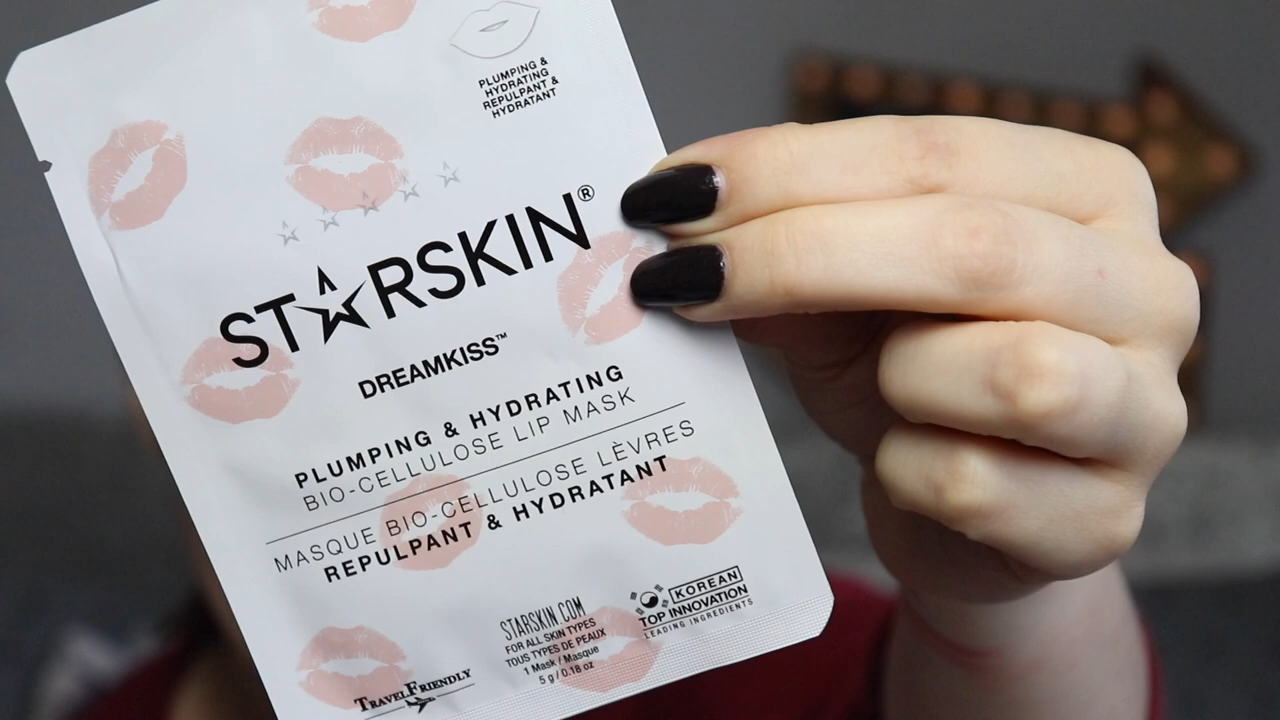 PLUMPING &
HYDRATING
REPULPANT &
HYDRATANT
STARSKIN®
DREAMKISS™
PLUMPING & HYDRATING
BIO-CELLULOSE LIP MASK
MASQUE BIO-CELLULOSE LÈVRES
REPULPANT & HYDRATANT
TRAVELFRIENDLY
STARSKIN.COM
FOR ALL SKIN TYPES
TOUS TYPES DE PEAUX
1 Mask / Masque
5 g / 0.18 oz
KOREAN
TOP INNOVATION
LEADING INGREDIENTS